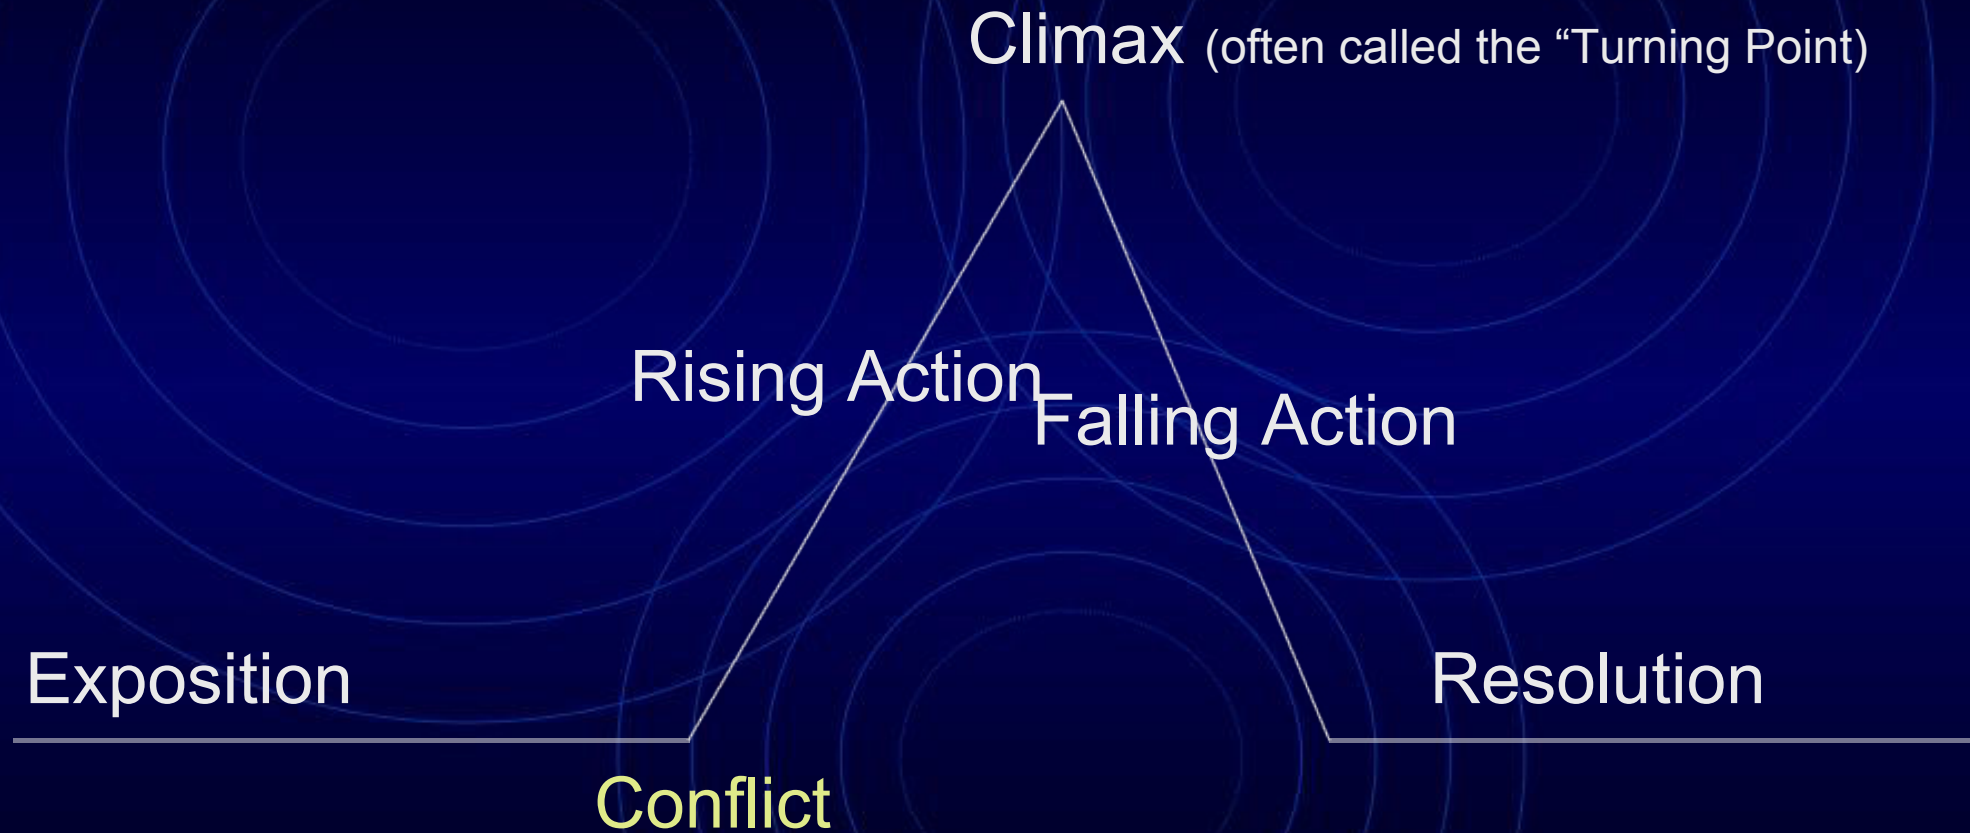 Climax (often called the “Turning Point)
Rising Action
Falling Action
Exposition
Resolution
Conflict